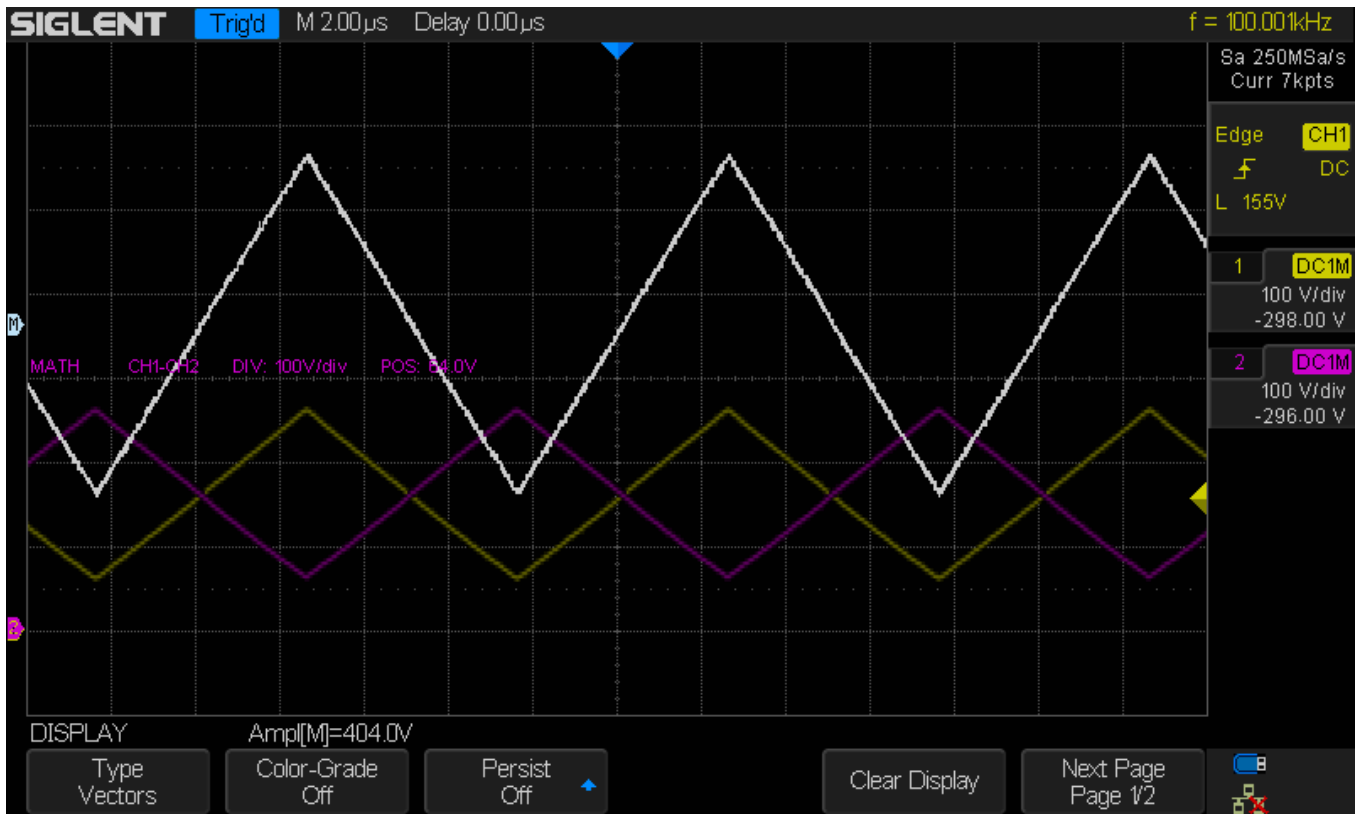 SIGLENT Trig'd M 2.00µs Delay 0.00µs f = 100.001kHz
Sa 250MSa/s
Curr 7kpts
Edge CH1
DC
L 155V
1 DC1M
100 V/div
-298.00 V
M
MATH CH1-CH2 DIV: 100V/div POS: 64.0V
2 DC1M
100 V/div
-296.00 V
2
DISPLAY Ampl[M]=404.0V
Type
Vectors
Color-Grade
Off
Persist
Off
Clear Display
Next Page
Page 1/2